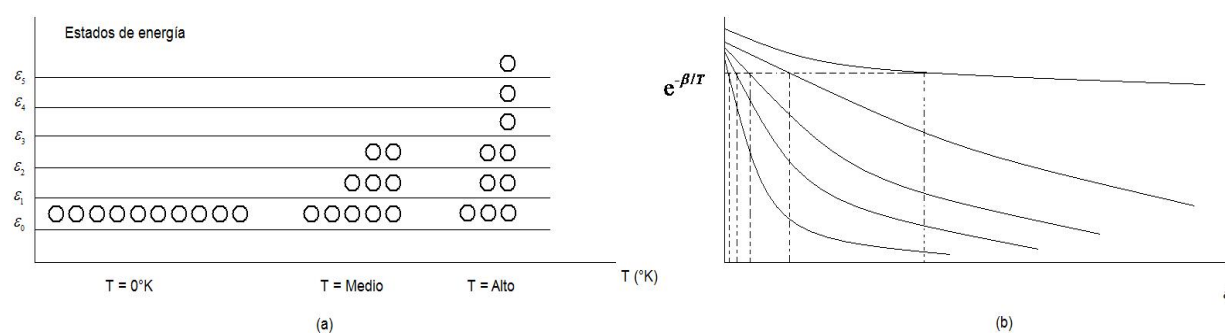 Estados de energía
ε₅
ε₄
ε₃
ε₂
ε₁
ε₀
T = 0°K
T = Medio
T = Alto
T (°K)
(a)
e^{-β/T}
(b)